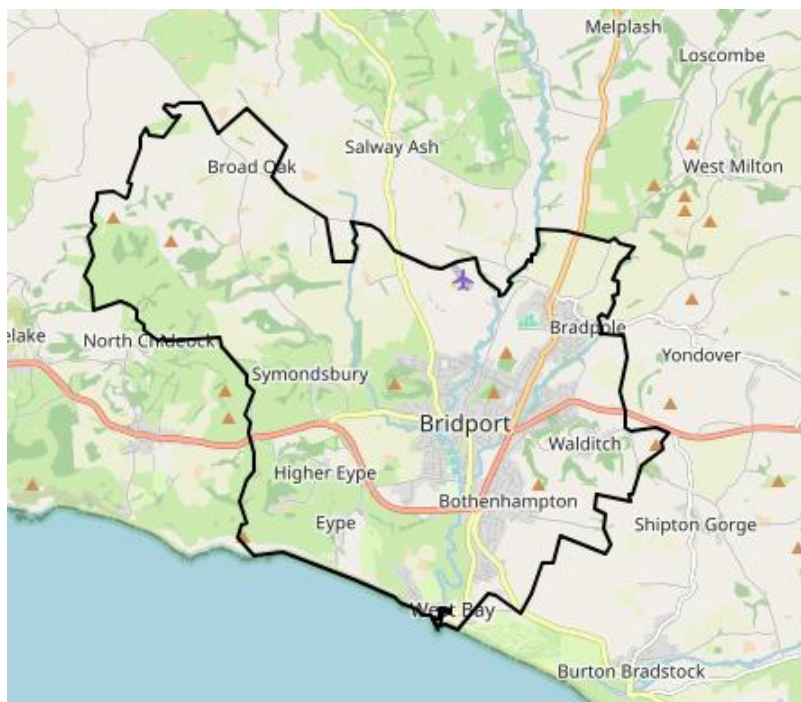 Melplash
Loscombe
Salway Ash
Broad Oak
West Milton
elake
North Chideock
Bradpole
Yondover
Symondsbury
Bridport
Walditch
Higher Eype
Bothenhampton
Eype
Shipton Gorge
West Bay
Burton Bradstock